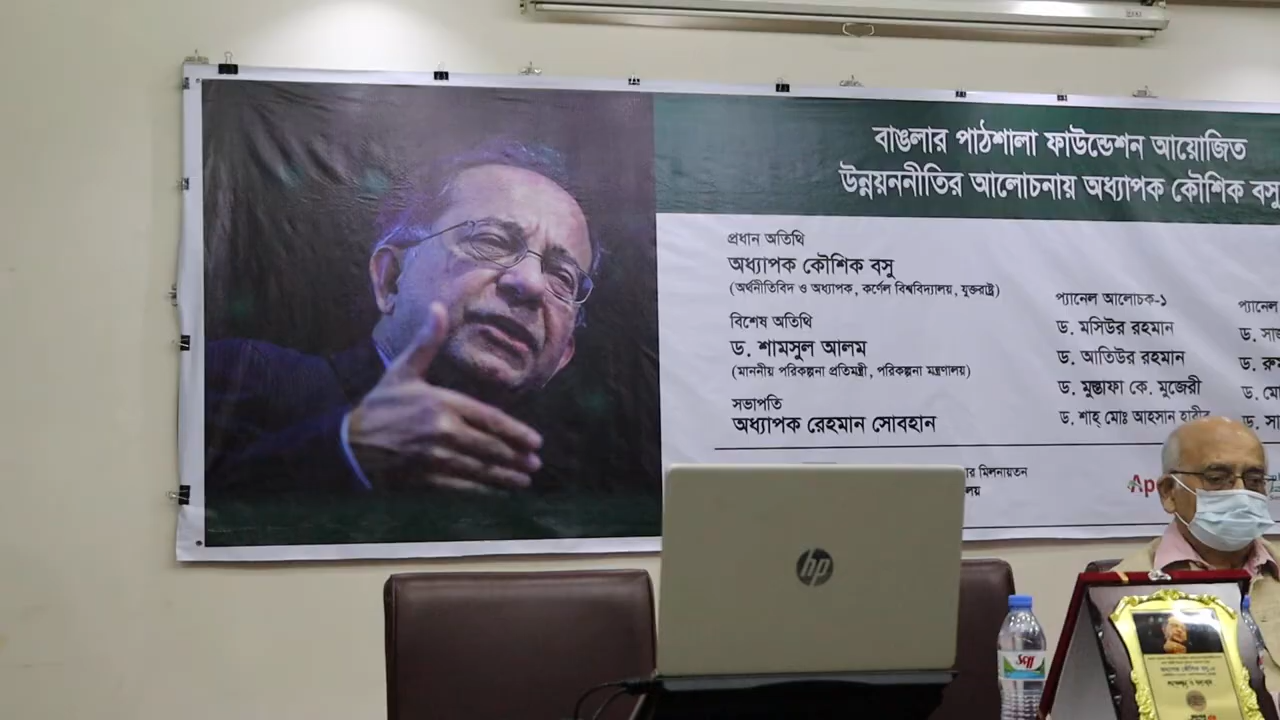 বাঙলার পাঠশালা ফাউন্ডেশন আয়োজিত
উন্নয়ননীতির আলোচনায় অধ্যাপক কৌশিক বসু
প্রধান অতিথি
অধ্যাপক কৌশিক বসু
(অর্থনীতিবিদ ও অধ্যাপক, কর্ণেল বিশ্ববিদ্যালয়, যুক্তরাষ্ট্র)
বিশেষ অতিথি
ড. শামসুল আলম
(মাননীয় পরিকল্পনা প্রতিমন্ত্রী, পরিকল্পনা মন্ত্রণালয়)
সভাপতি
অধ্যাপক রেহমান সোবহান
প্যানেল আলোচক-১
ড. মসিউর রহমান
ড. আতিউর রহমান
ড. মুস্তাফা কে. মুজেরী
ড. শাহ্ মোঃ আহসান হাবীব
প্যানেল
ড.
ড.
ড.
ড.
মিলনায়তন
hp